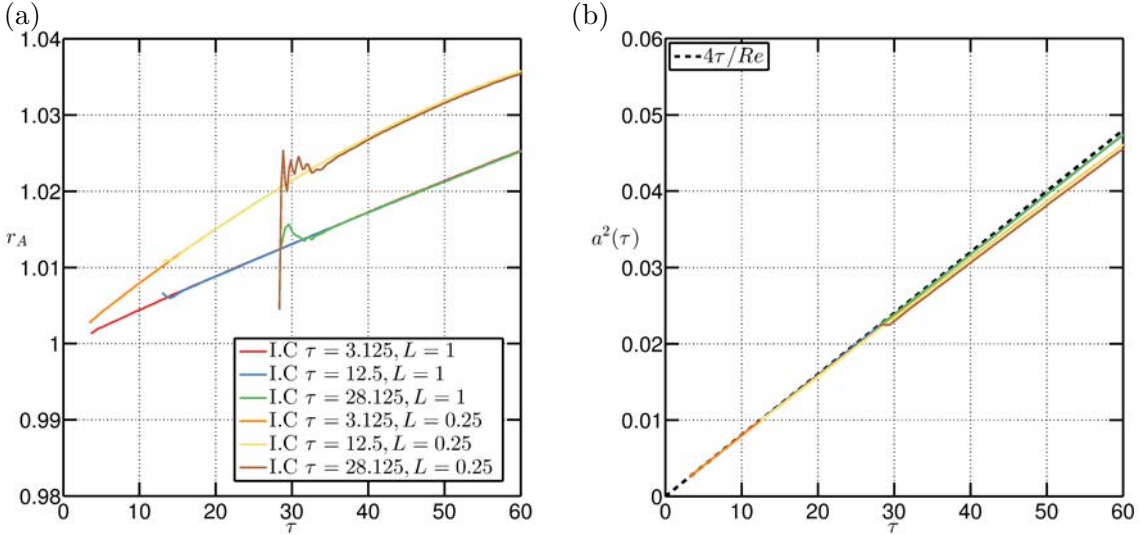 (a)
1.04
1.03
1.02
r_A
1.01
1
0.99
0.98
I.C τ = 3.125, L = 1
I.C τ = 12.5, L = 1
I.C τ = 28.125, L = 1
I.C τ = 3.125, L = 0.25
I.C τ = 12.5, L = 0.25
I.C τ = 28.125, L = 0.25
0 10 20 30 40 50 60
τ
(b)
0.06
0.05
0.04
a²(τ)
0.03
0.02
0.01
0
4τ/Re
0 10 20 30 40 50 60
τ